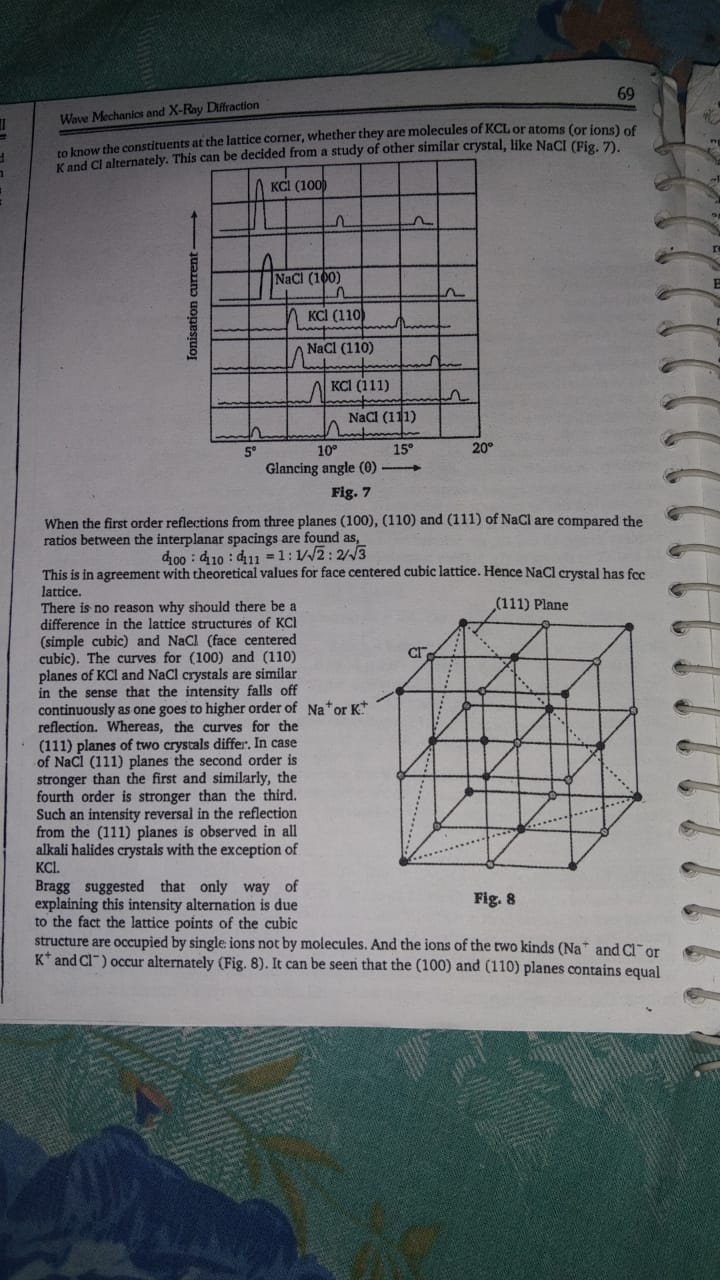 Wave Mechanics and X-Ray Diffraction 69
to know the constituents at the lattice corner, whether they are molecules of KCL or atoms (or ions) of
K and Cl alternately. This can be decided from a study of other similar crystal, like NaCl (Fig. 7).
KCl (100)
NaCl (100)
KCl (110)
NaCl (110)
KCl (111)
NaCl (111)
Ionisation current
5° 10° 15° 20°
Glancing angle (θ)
Fig. 7
When the first order reflections from three planes (100), (110) and (111) of NaCl are compared the
ratios between the interplanar spacings are found as,
d₁₀₀ : d₁₁₀ : d₁₁₁ = 1 : 1/√2 : 2/√3
This is in agreement with theoretical values for face centered cubic lattice. Hence NaCl crystal has fcc
lattice.
There is no reason why should there be a
difference in the lattice structures of KCl
(simple cubic) and NaCl (face centered
cubic). The curves for (100) and (110)
planes of KCl and NaCl crystals are similar
in the sense that the intensity falls off
continuously as one goes to higher order of
reflection. Whereas, the curves for the
(111) planes of two crystals differ. In case
of NaCl (111) planes the second order is
stronger than the first and similarly, the
fourth order is stronger than the third.
Such an intensity reversal in the reflection
from the (111) planes is observed in all
alkali halides crystals with the exception of
KCl.
Bragg suggested that only way of
explaining this intensity alternation is due
to the fact the lattice points of the cubic
(111) Plane
Cl⁻
Na⁺ or K⁺
Fig. 8
structure are occupied by single ions not by molecules. And the ions of the two kinds (Na⁺ and Cl⁻ or
K⁺ and Cl⁻) occur alternately (Fig. 8). It can be seen that the (100) and (110) planes contains equal